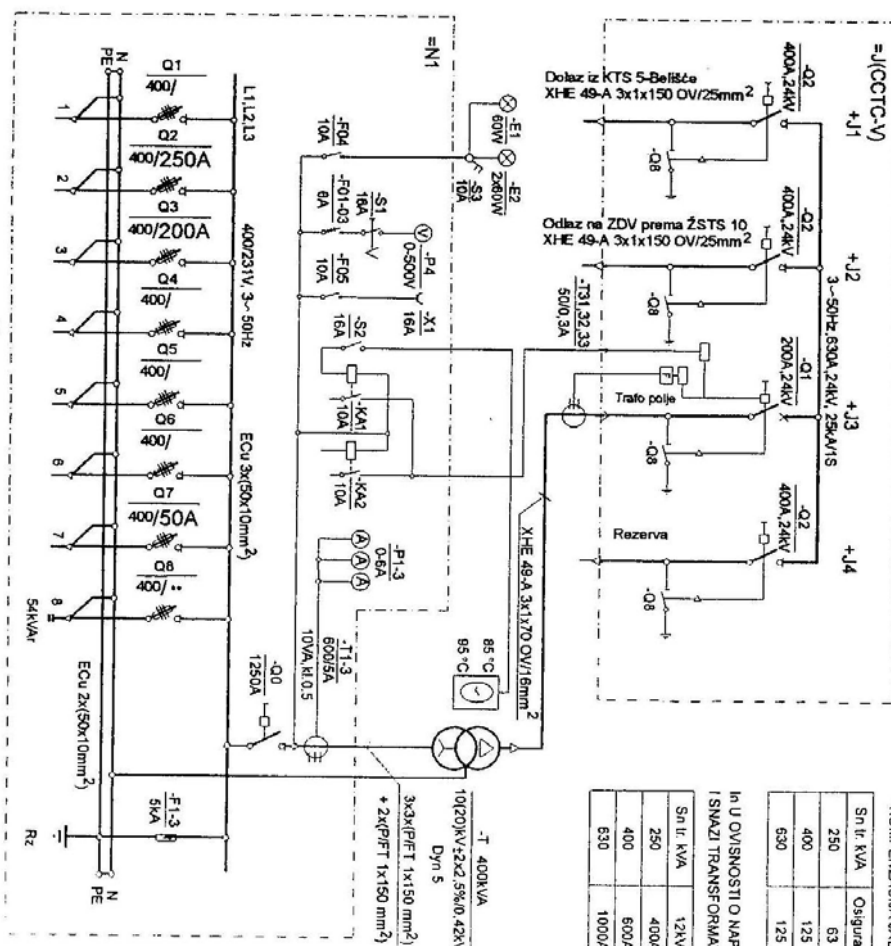 =J(CCTC-V)
+J1
-Q2
400A,24kV
Dolaz iz KTS 5-Belišće
XHE 49-A 3x1x150 OV/25mm²
-Q8
+J2
-Q2
400A,24kV
Odlaz na ZDV prema ŽSTS 10
XHE 49-A 3x1x150 OV/25mm²
-Q8
3~50Hz,630A,24kV 25kA/1S
+J3
-Q1
200A,24kV
Trafo polje
-Q8
-T31,32,33
50/0,3A
+J4
-Q2
400A,24kV
Rezerva
-Q8
XHE 49-A 3x1x70 OV/16mm²
=N1
-E1
60W
-E2
2x60W
-S3
10A
-F04
10A
-F01-03
6A
-S1
16A
V
-P4
0-500V
-F05
10A
-X1
16A
-S2
16A
-KA1
10A
-KA2
10A
-P1-3
0-6A
A
A
A
-T1-3
600/5A
10VA,kl.0.5
85 °C
95 °C
-Q0
1250A
-T 400kVA
10(20)kV±2x2,5%/0,42kV
Dyn 5
3x3x(P/FT 1x150 mm²)
+ 2x(P/FT 1x150 mm²)
L1,L2,L3
400/231V, 3~ 50Hz
ECu 3x(50x10mm²)
Q1
400/
Q2
400/250A
Q3
400/200A
Q4
400/
Q5
400/
Q6
400/
Q7
400/50A
Q8
400/**
N
PE
1
2
3
4
5
6
7
8
54kVAr
ECu 2x(50x10mm²)
-F1-3
5kA
Rz
N
PE
Sn tr. kVA Osigura
250 63
400 125
630 125
In U OVISNOSTI O NAP
I SNAZI TRANSFORMA
Sn tr. kVA 12kV
250 400A
400 600A
630 1000A